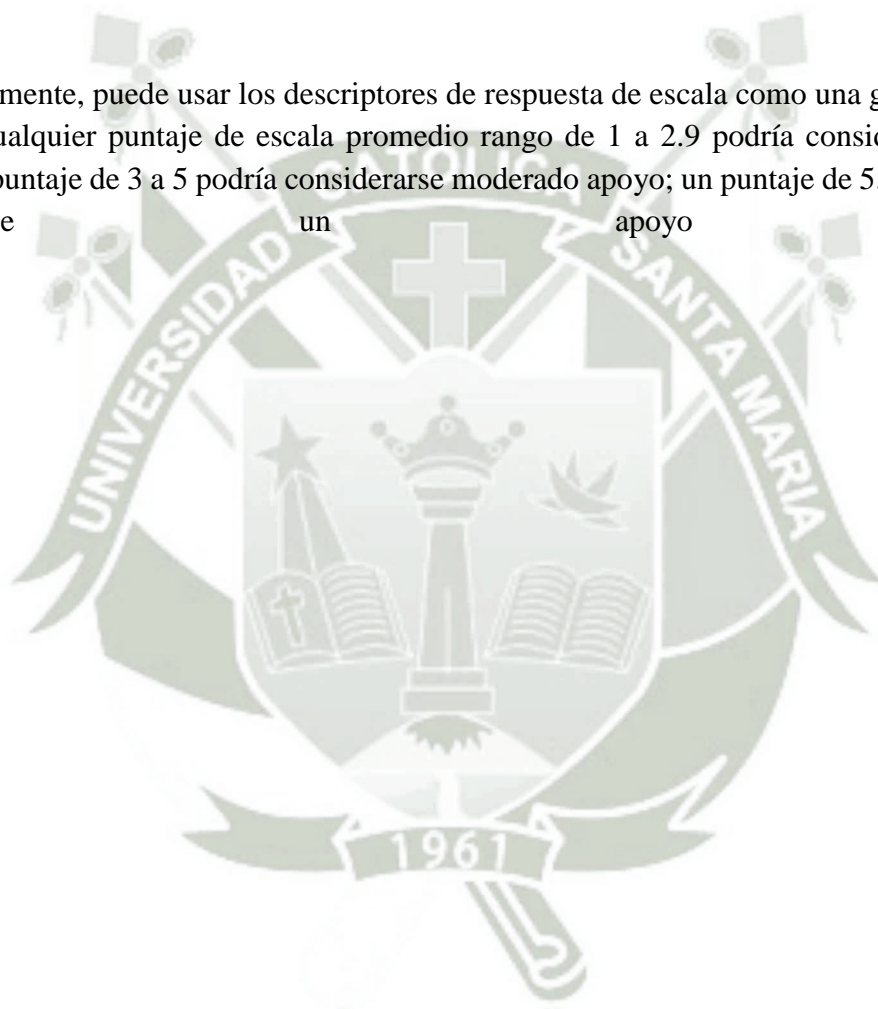 mente, puede usar los descriptores de respuesta de escala como una
ualquier puntaje de escala promedio rango de 1 a 2.9 podría
puntaje de 3 a 5 podría considerarse moderado apoyo; un puntaje de
e un apoyo
CATOLICA
UNIVERSIDAD
SANTA MARIA
1961